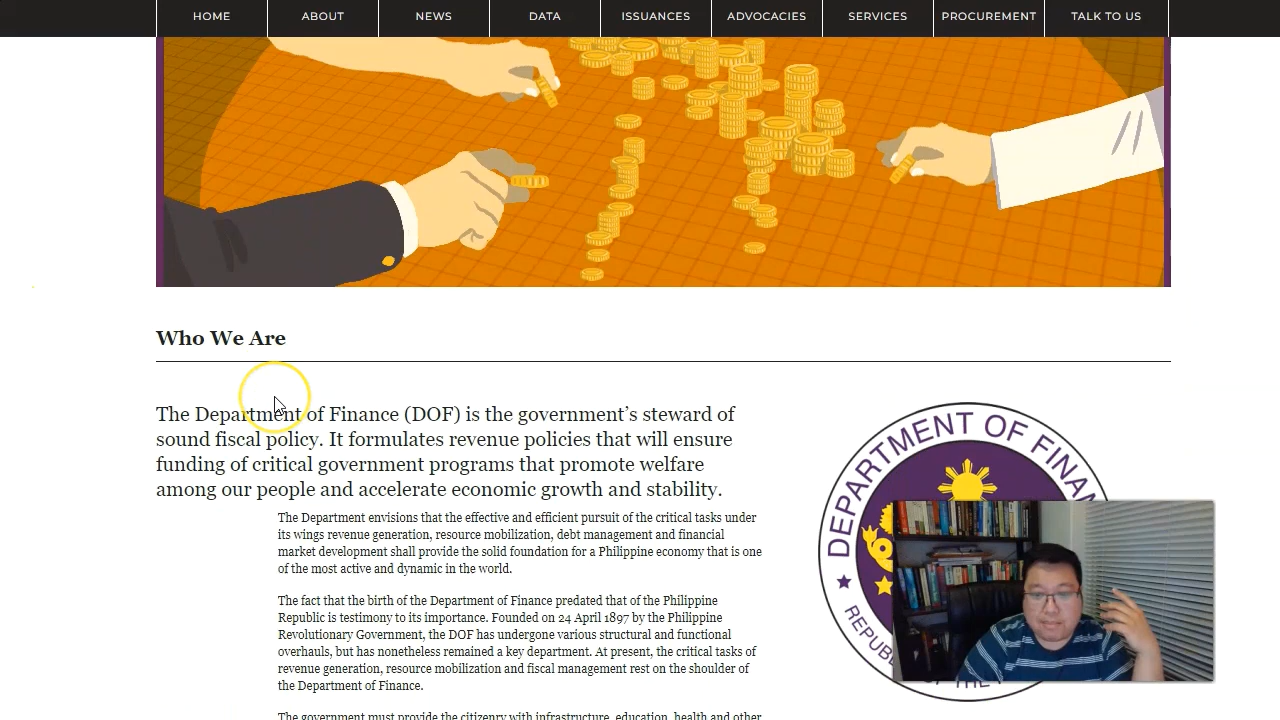 HOME ABOUT NEWS DATA ISSUANCES ADVOCACIES SERVICES PROCUREMENT TALK TO US
Who We Are
The Department of Finance (DOF) is the government’s steward of
sound fiscal policy. It formulates revenue policies that will ensure
funding of critical government programs that promote welfare
among our people and accelerate economic growth and stability.
The Department envisions that the effective and efficient pursuit of the critical tasks under
its wings revenue generation, resource mobilization, debt management and financial
market development shall provide the solid foundation for a Philippine economy that is one
of the most active and dynamic in the world.
The fact that the birth of the Department of Finance predated that of the Philippine
Republic is testimony to its importance. Founded on 24 April 1897 by the Philippine
Revolutionary Government, the DOF has undergone various structural and functional
overhauls, but has nonetheless remained a key department. At present, the critical tasks of
revenue generation, resource mobilization and fiscal management rest on the shoulder of
the Department of Finance.
The government must provide the citizenry with infrastructure, education, health and other
DEPARTMENT OF FINAN
REPUB OF THE